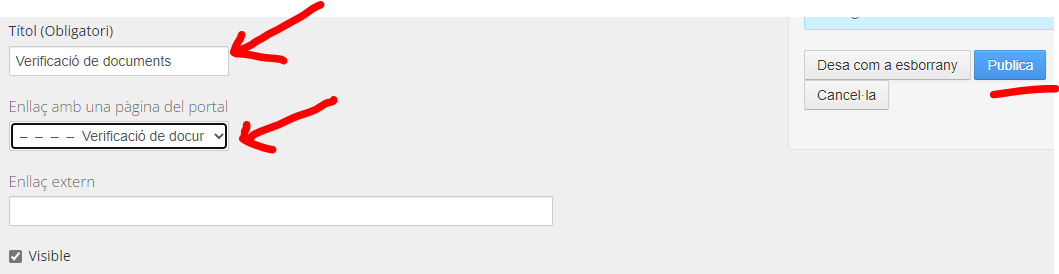 Títol (Obligatori)
Verificació de documents
Enllaç amb una pàgina del portal
– – – – Verificació de docur
Enllaç extern
Visible
Desa com a esborrany
Publica
Cancel·la